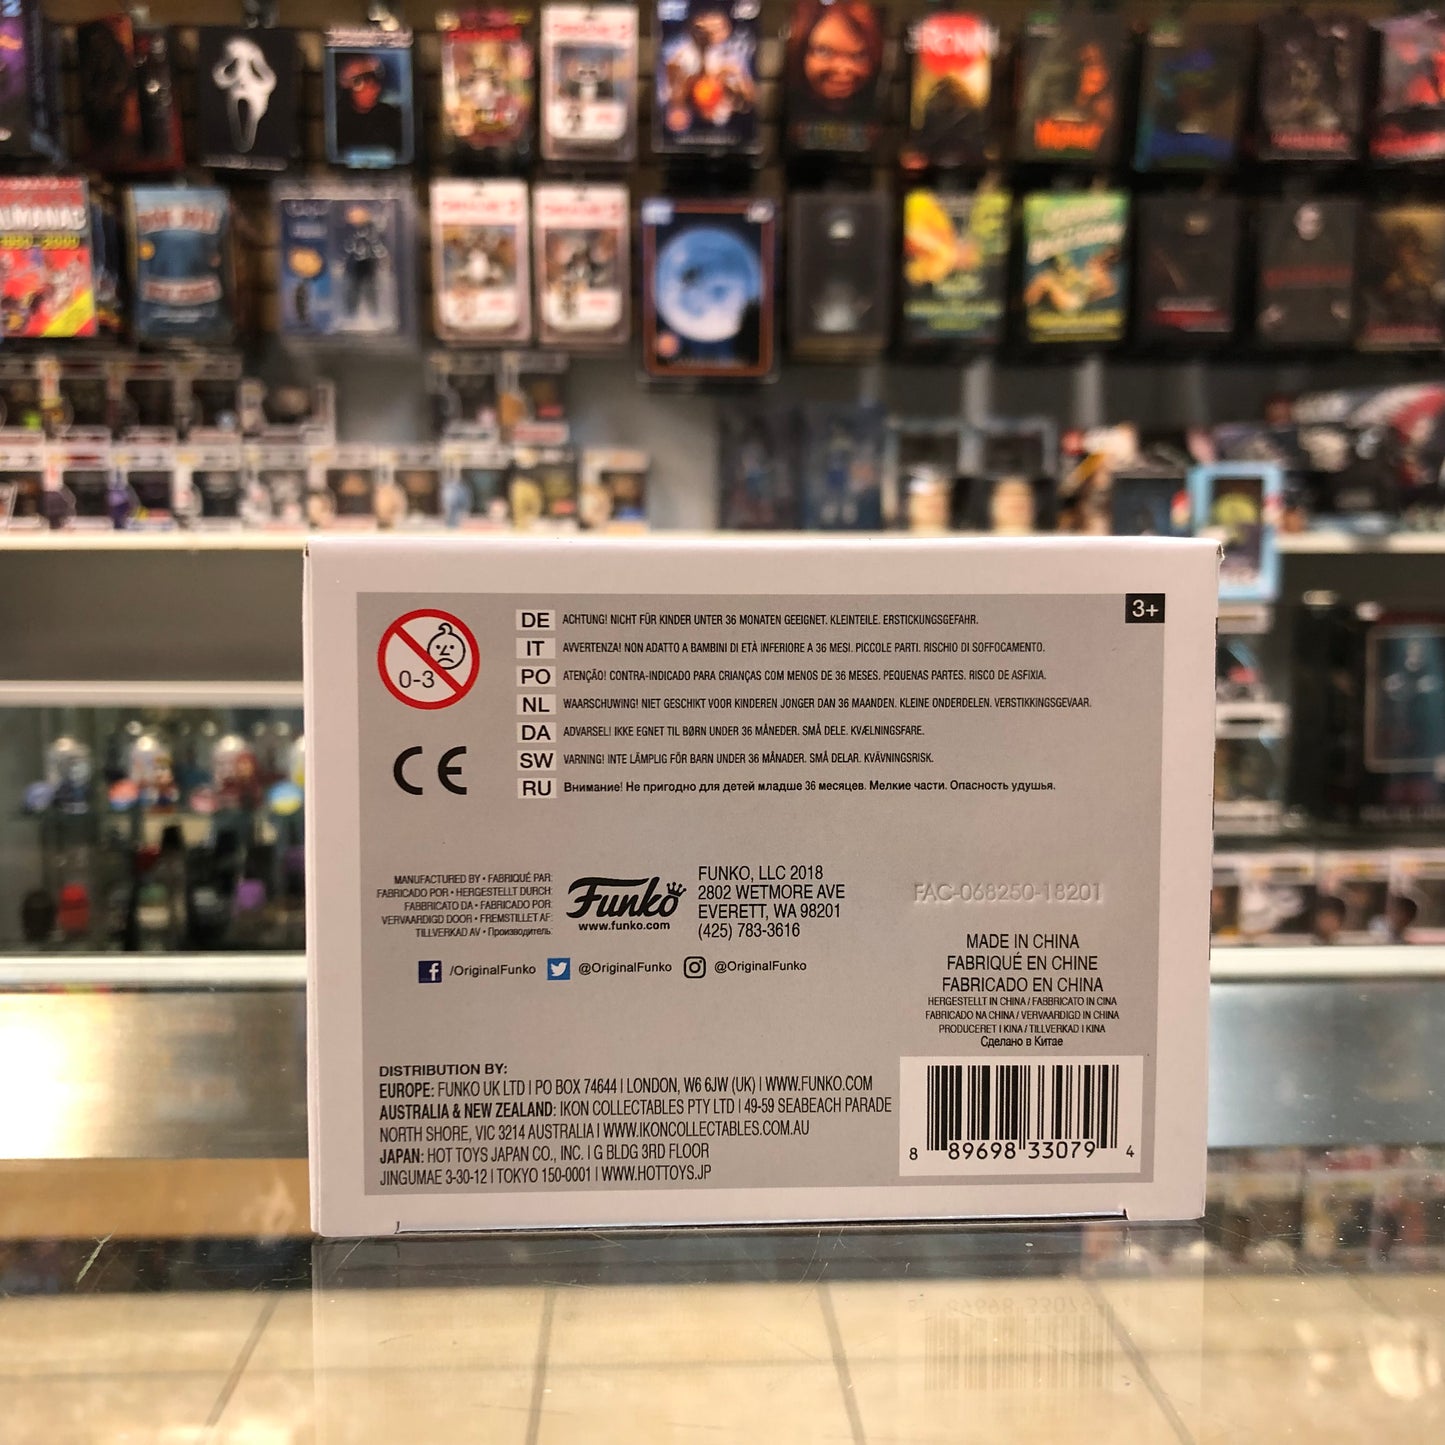 3+
0-3
DE ACHTUNG! NICHT FÜR KINDER UNTER 36 MONATEN GEEIGNET. KLEINTEILE. ERSTICKUNGSGEFAHR.
IT AVVERTENZA! NON ADATTO A BAMBINI DI ETÀ INFERIORE A 36 MESI. PICCOLE PARTI. RISCHIO DI SOFFOCAMENTO.
PO ATENÇÃO! CONTRA-INDICADO PARA CRIANÇAS COM MENOS DE 36 MESES. PEQUENAS PARTES. RISCO DE ASFIXIA.
NL WAARSCHUWING! NIET GESCHIKT VOOR KINDEREN JONGER DAN 36 MAANDEN. KLEINE ONDERDELEN. VERSTIKKINGSGEVAAR.
DA ADVARSEL! IKKE EGNET TIL BØRN UNDER 36 MÅNEDER. SMÅ DELE. KVÆLNINGSFARE.
SW VARNING! INTE LÄMPLIG FÖR BARN UNDER 36 MÅNADER. SMÅ DELAR. KVÄVNINGSRISK.
RU Внимание! Не пригодно для детей младше 36 месяцев. Мелкие части. Опасность удушья.
CE
MANUFACTURED BY • FABRIQUÉ PAR:
FABRICADO POR • HERGESTELLT DURCH:
FABBRICATO DA • FABRICADO POR:
VERVAARDIGD DOOR • FREMSTILLET AF:
TILLVERKAD AV • Производитель:
Funko
www.funko.com
FUNKO, LLC 2018
2802 WETMORE AVE
EVERETT, WA 98201
(425) 783-3616
/OriginalFunko @OriginalFunko @OriginalFunko
FAC-068250-18201
MADE IN CHINA
FABRIQUÉ EN CHINE
FABRICADO EN CHINA
HERGESTELLT IN CHINA / FABBRICATO IN CINA
FABRICADO NA CHINA / VERVAARDIGD IN CHINA
PRODUCERET I KINA / TILLVERKAD I KINA
Сделано в Китае
DISTRIBUTION BY:
EUROPE: FUNKO UK LTD | PO BOX 74644 | LONDON, W6 6JW (UK) | WWW.FUNKO.COM
AUSTRALIA & NEW ZEALAND: IKON COLLECTABLES PTY LTD | 49-59 SEABEACH PARADE
NORTH SHORE, VIC 3214 AUSTRALIA | WWW.IKONCOLLECTABLES.COM.AU
JAPAN: HOT TOYS JAPAN CO., INC. | G BLDG 3RD FLOOR
JINGUMAE 3-30-12 | TOKYO 150-0001 | WWW.HOTTOYS.JP
8 89698 33079 4